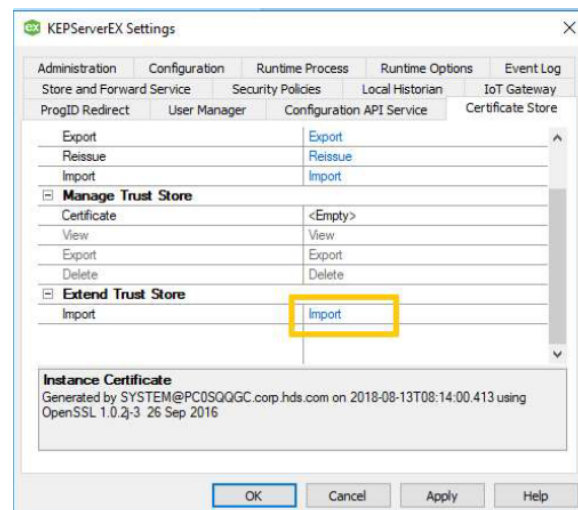 KEPServerEX Settings
Administration Configuration Runtime Process Runtime Options Event Log
Store and Forward Service Security Policies Local Historian IoT Gateway
ProgID Redirect User Manager Configuration API Service Certificate Store
Export Export
Reissue Reissue
Import Import
Manage Trust Store
Certificate <Empty>
View View
Export Export
Delete Delete
Extend Trust Store
Import Import
Instance Certificate
Generated by SYSTEM@PC0SQQGC.corp.hds.com on 2018-08-13T08:14:00.413 using
OpenSSL 1.0.2j-3 26 Sep 2016
OK Cancel Apply Help